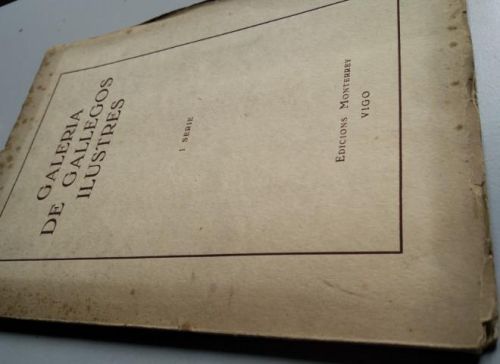 GALERIA
DE GALLEGOS
ILUSTRES
I SERIE
EDICIONS MONTERREY
VIGO